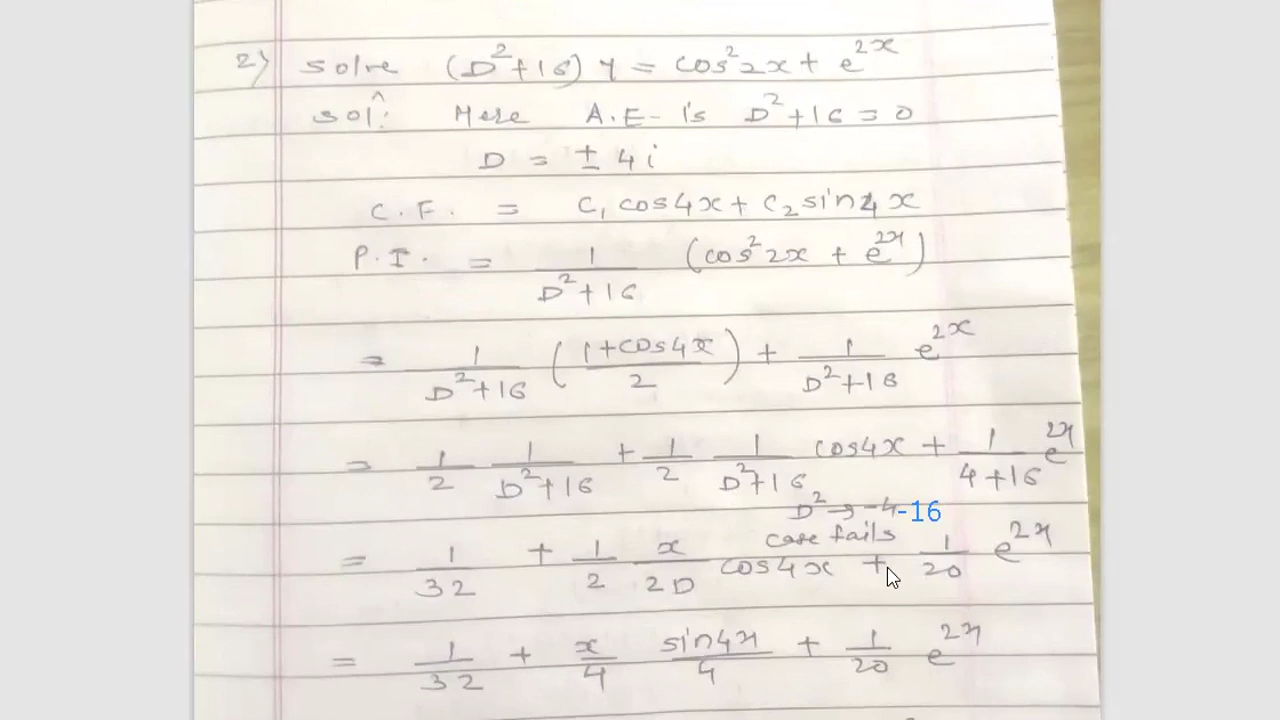 2) Solve (D²+16) y = cos²2x + e^2x
Solⁿ: Here A.E. is D²+16 = 0
D = ± 4i
C.F. = C₁ cos4x + C₂ sin4x
P.I. = 1/(D²+16) (cos²2x + e^2x)
= 1/(D²+16) ((1+cos4x)/2) + 1/(D²+16) e^2x
= 1/2 1/(D²+16) + 1/2 1/(D²+16) cos4x + 1/(4+16) e^2x
D² → -4 -16
case fails
= 1/32 + 1/2 x/2D cos4x + 1/20 e^2x
= 1/32 + x/4 sin4x/4 + 1/20 e^2x